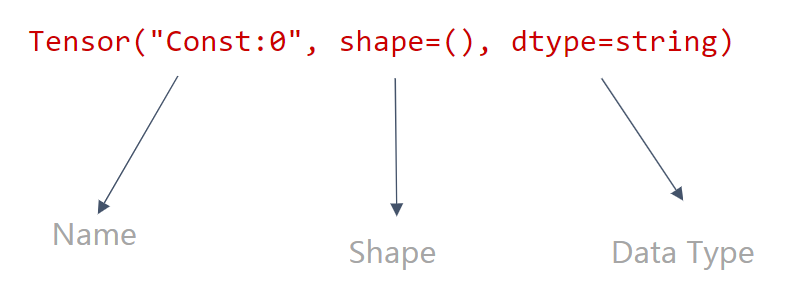 Tensor("Const:0", shape=(), dtype=string)
Name
Shape
Data Type